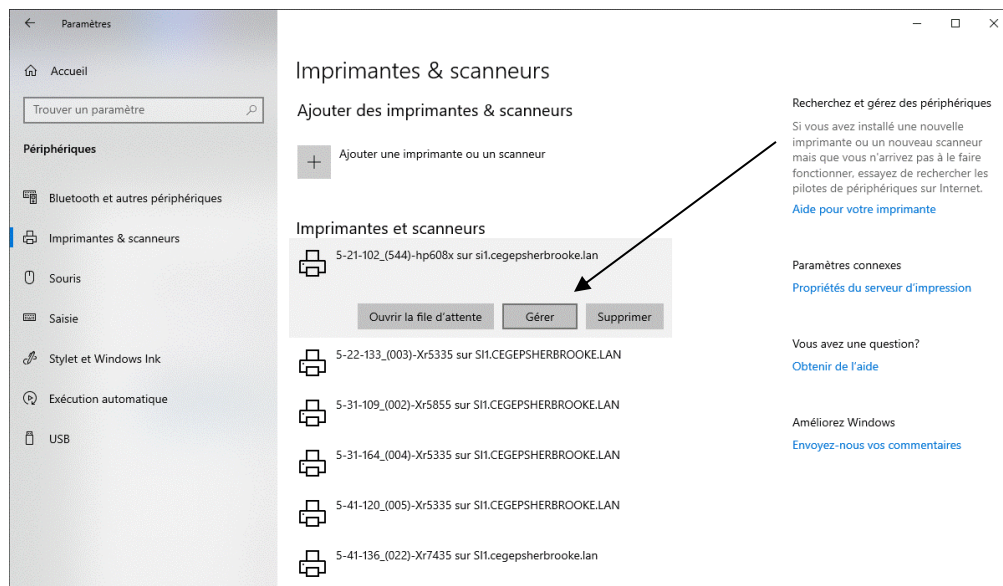 Paramètres
Accueil
Trouver un paramètre
Périphériques
Bluetooth et autres périphériques
Imprimantes & scanneurs
Souris
Saisie
Stylet et Windows Ink
Exécution automatique
USB
Imprimantes & scanneurs
Ajouter des imprimantes & scanneurs
Ajouter une imprimante ou un scanneur
Imprimantes et scanneurs
5-21-102_(544)-hp608x sur si1.cegepsherbrooke.lan
Ouvrir la file d'attente
Gérer
Supprimer
5-22-133_(003)-Xr5335 sur SI1.CEGEPSHERBROOKE.LAN
5-31-109_(002)-Xr5855 sur SI1.CEGEPSHERBROOKE.LAN
5-31-164_(004)-Xr5335 sur SI1.CEGEPSHERBROOKE.LAN
5-41-120_(005)-Xr5335 sur SI1.CEGEPSHERBROOKE.LAN
5-41-136_(022)-Xr7435 sur SI1.cegepsherbrooke.lan
Recherchez et gérez des périphériques
Si vous avez installé une nouvelle
imprimante ou un nouveau scanneur
mais que vous n'arrivez pas à le faire
fonctionner, essayez de rechercher les
pilotes de périphériques sur Internet.
Aide pour votre imprimante
Paramètres connexes
Propriétés du serveur d'impression
Vous avez une question?
Obtenir de l'aide
Améliorez Windows
Envoyez-nous vos commentaires